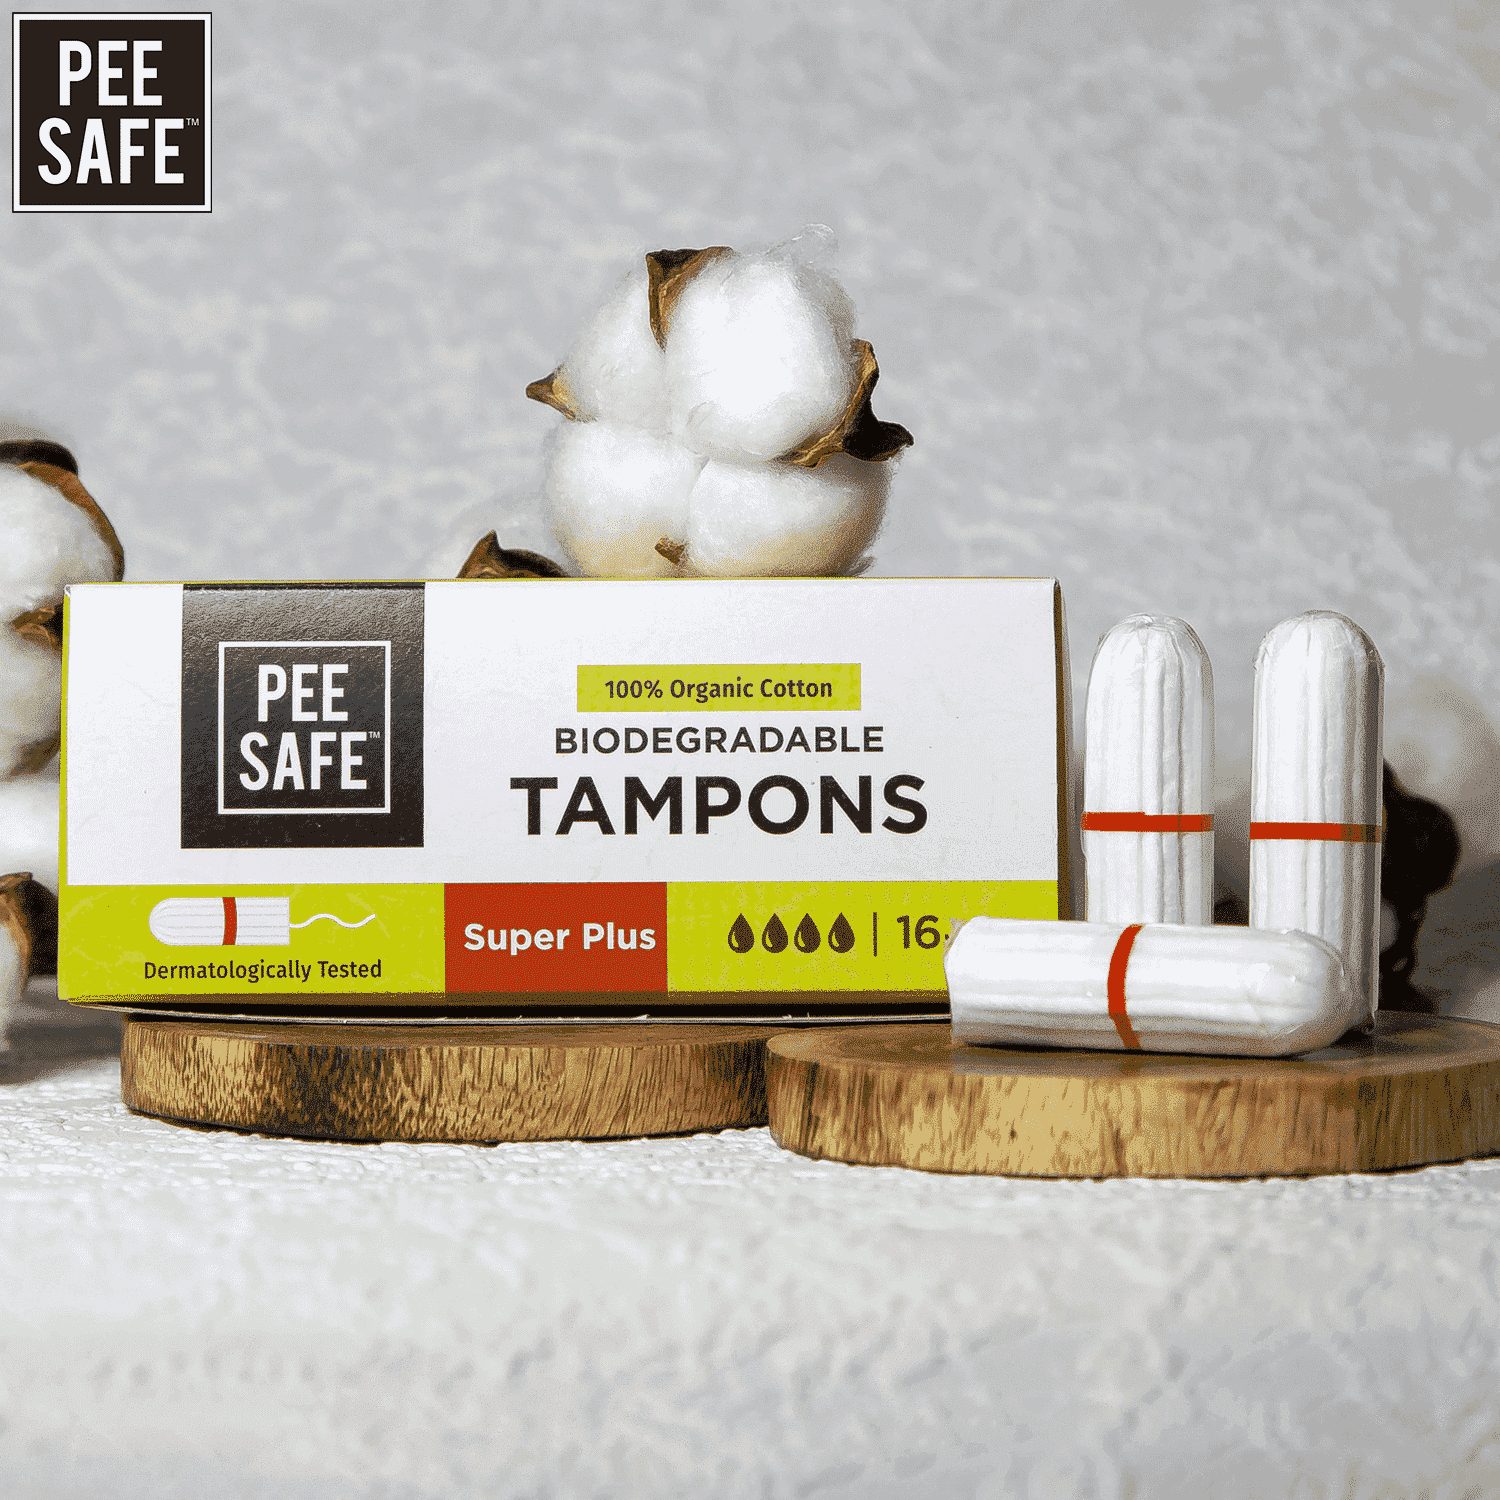 PEE
SAFE™
PEE
SAFE™
100% Organic Cotton
BIODEGRADABLE
TAMPONS
Dermatologically Tested
Super Plus
| 16